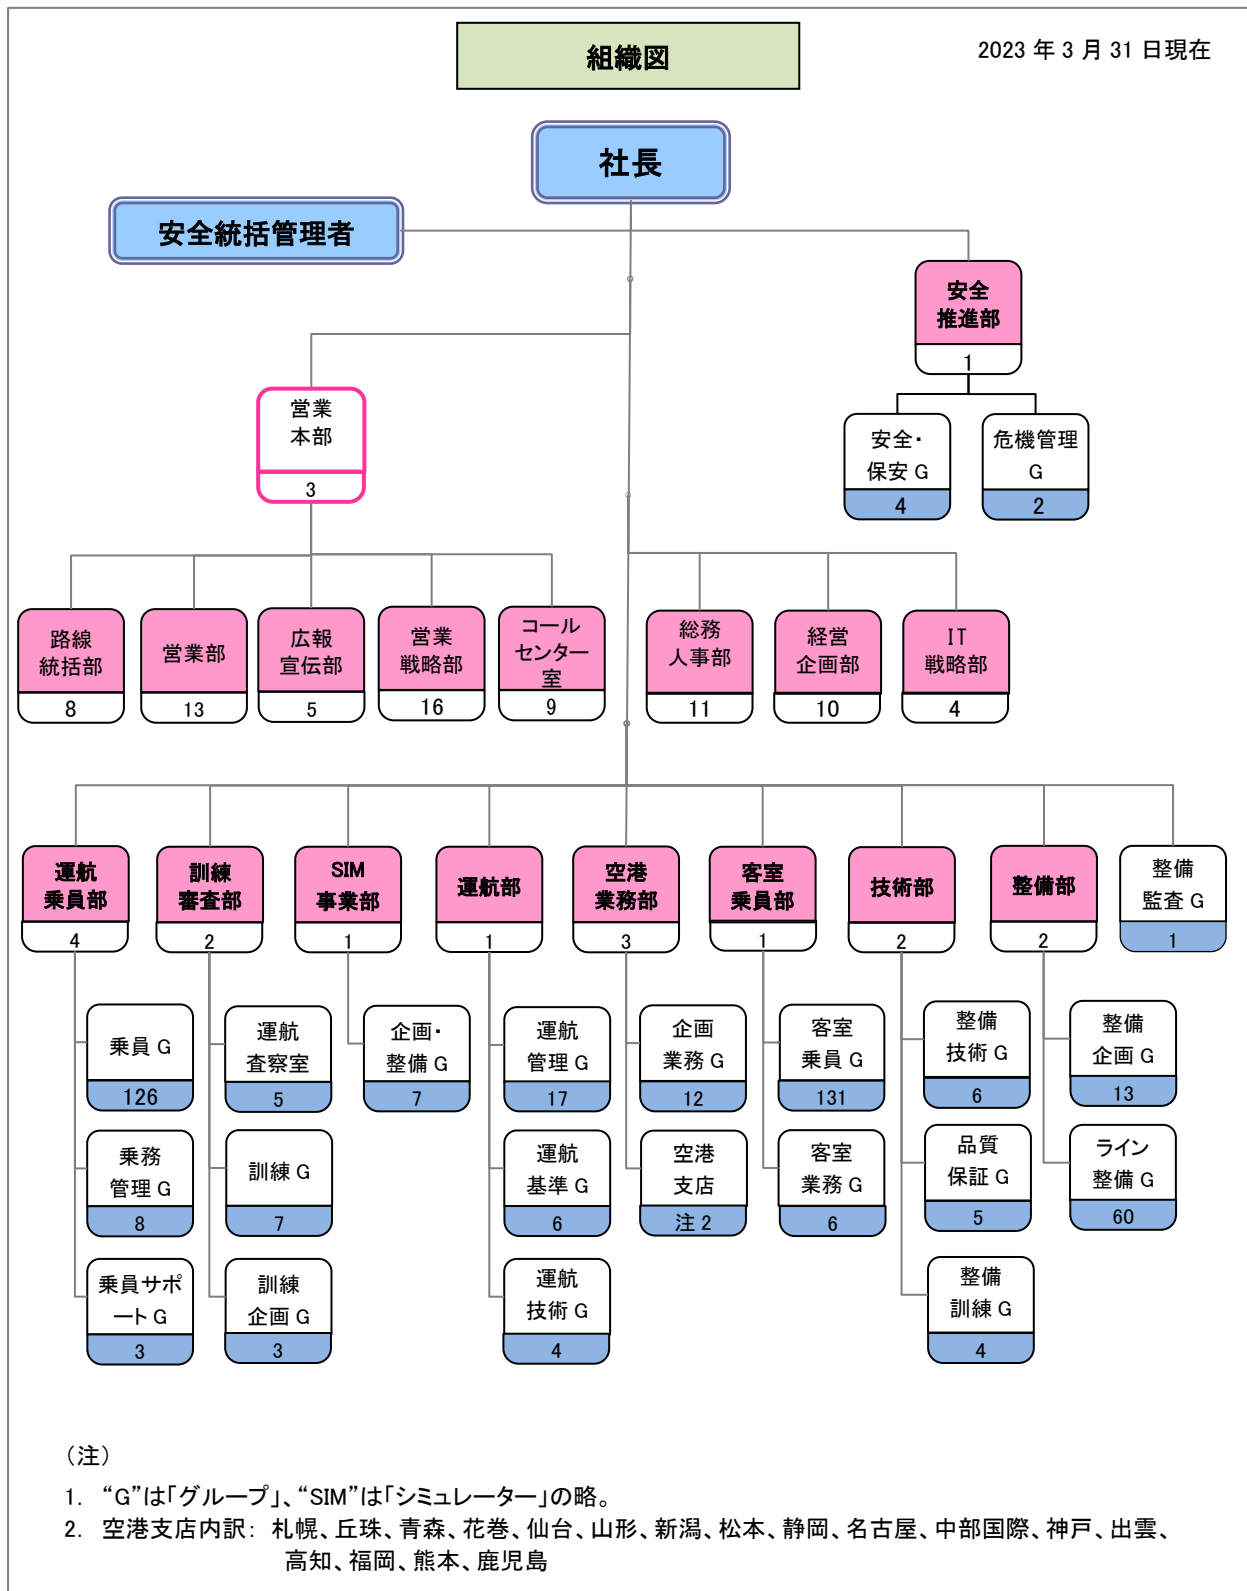 組織図
2023 年 3 月 31 日現在
社長
安全統括管理者
安全
推進部
1
安全・
保安 G
4
危機管理
G
2
営業
本部
3
路線
統括部
8
営業部
13
広報
宣伝部
5
営業
戦略部
16
コール
センター
室
9
総務
人事部
11
経営
企画部
10
IT
戦略部
4
運航
乗員部
4
訓練
審査部
2
SIM
事業部
1
運航部
1
空港
業務部
3
客室
乗員部
1
技術部
2
整備部
2
整備
監査 G
1
乗員 G
126
運航
査察室
5
企画・
整備 G
7
運航
管理 G
17
企画
業務 G
12
客室
乗員 G
131
整備
技術 G
6
整備
企画 G
13
乗務
管理 G
8
訓練 G
7
運航
基準 G
6
空港
支店
注 2
客室
業務 G
6
品質
保証 G
5
ライン
整備 G
60
乗員サポ
ート G
3
訓練
企画 G
3
運航
技術 G
4
整備
訓練 G
4
（注）
1. “G”は「グループ」、“SIM”は「シミュレーター」の略。
2. 空港支店内訳： 札幌、丘珠、青森、花巻、仙台、山形、新潟、松本、静岡、名古屋、中部国際、神戸、出雲、
高知、福岡、熊本、鹿児島